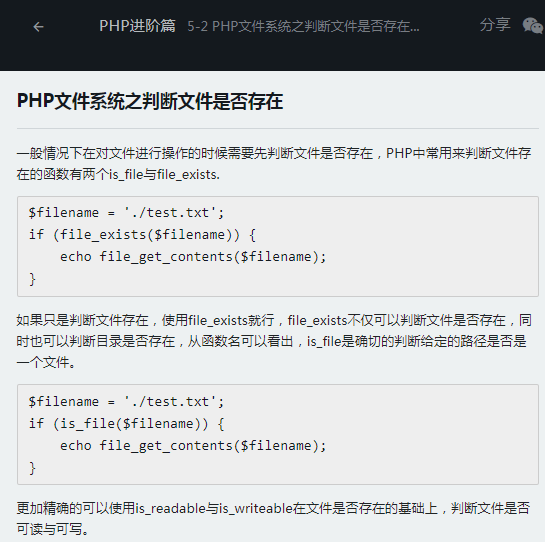 ← PHP进阶篇 5-2 PHP文件系统之判断文件是否存在... 分享
PHP文件系统之判断文件是否存在
一般情况下在对文件进行操作的时候需要先判断文件是否存在，PHP中常用来判断文件存
在的函数有两个is_file与file_exists.
$filename = './test.txt';
if (file_exists($filename)) {
    echo file_get_contents($filename);
}
如果只是判断文件存在，使用file_exists就行，file_exists不仅可以判断文件是否存在，同
时也可以判断目录是否存在，从函数名可以看出，is_file是确切的判断给定的路径是否是
一个文件。
$filename = './test.txt';
if (is_file($filename)) {
    echo file_get_contents($filename);
}
更加精确的可以使用is_readable与is_writeable在文件是否存在的基础上，判断文件是否
可读与可写。